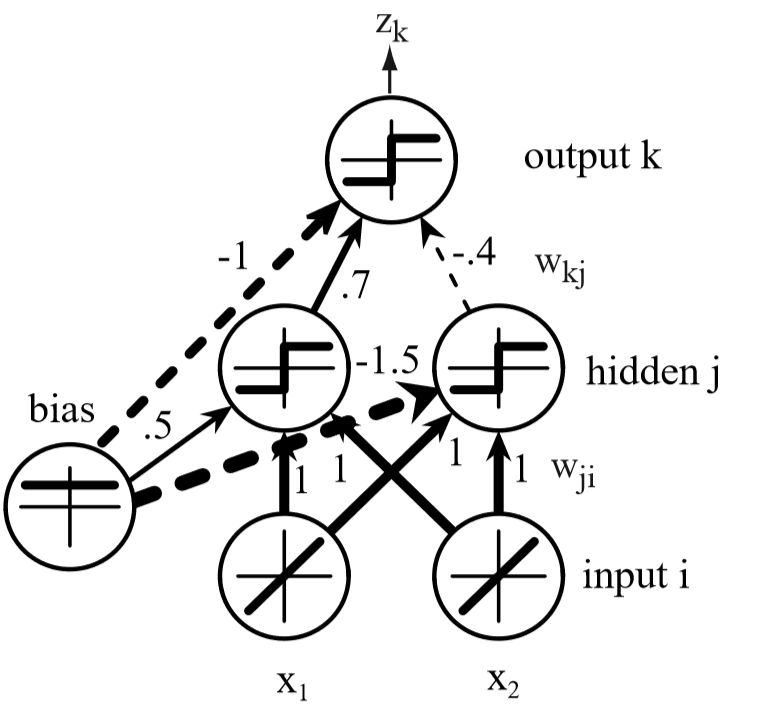 z_k
output k
-1
.7
-.4
w_kj
-1.5
hidden j
bias
.5
1
1
1
1
w_ji
input i
x_1
x_2